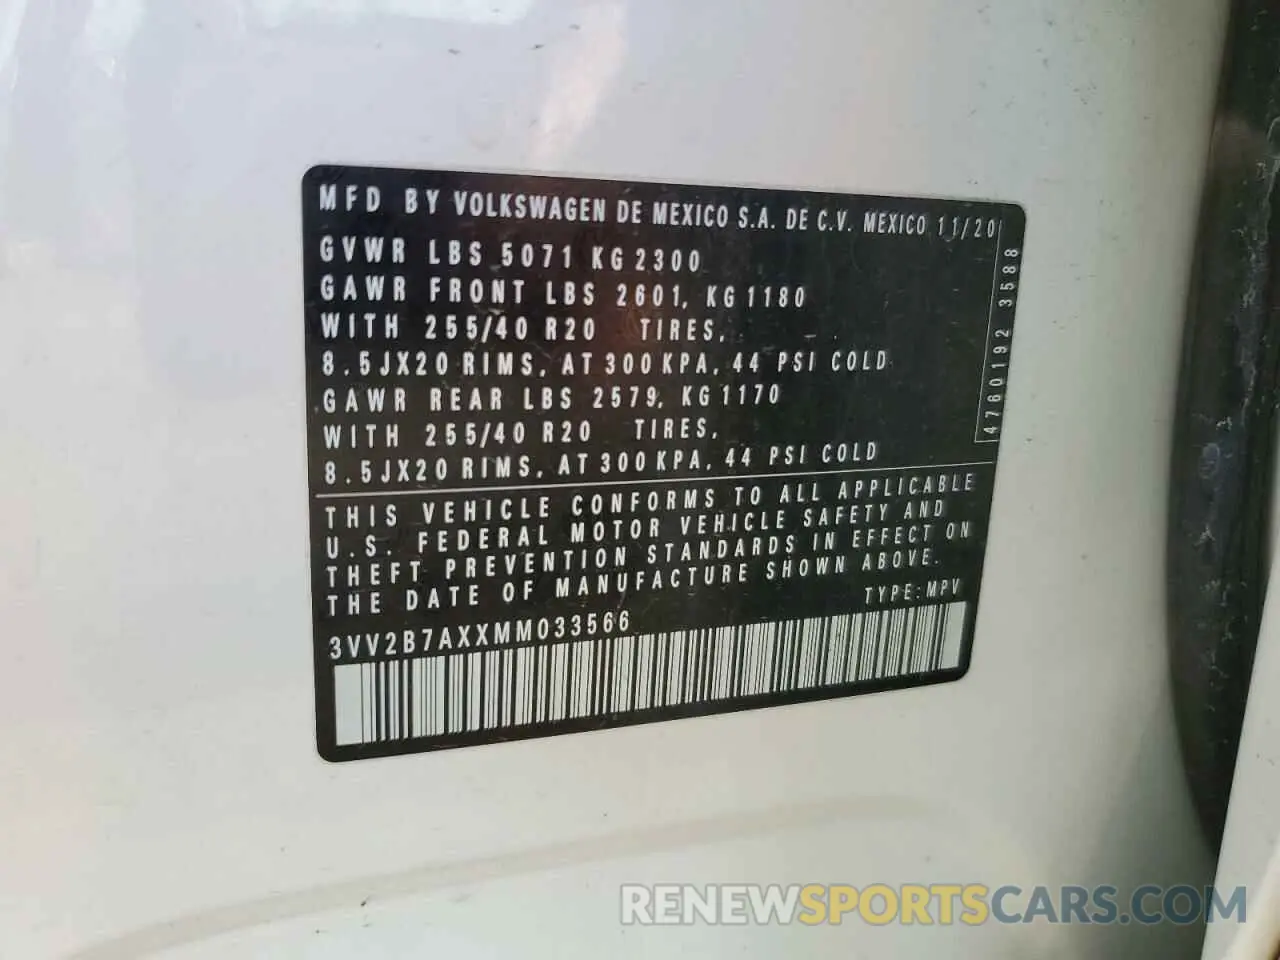 MFD BY VOLKSWAGEN DE MEXICO S.A. DE C.V. MEXICO 11/20
GVWR LBS 5071 KG 2300
GAWR FRONT LBS 2601, KG 1180
WITH 255/40 R20 TIRES,
8.5JX20 RIMS, AT 300 KPA, 44 PSI COLD
GAWR REAR LBS 2579, KG 1170
WITH 255/40 R20 TIRES,
8.5JX20 RIMS, AT 300 KPA, 44 PSI COLD
4760192 3588
THIS VEHICLE CONFORMS TO ALL APPLICABLE
U.S. FEDERAL MOTOR VEHICLE SAFETY AND
THEFT PREVENTION STANDARDS IN EFFECT ON
THE DATE OF MANUFACTURE SHOWN ABOVE.
TYPE: MPV
3VV2B7AXXMM033566
RENEWSPORTSCARS.COM